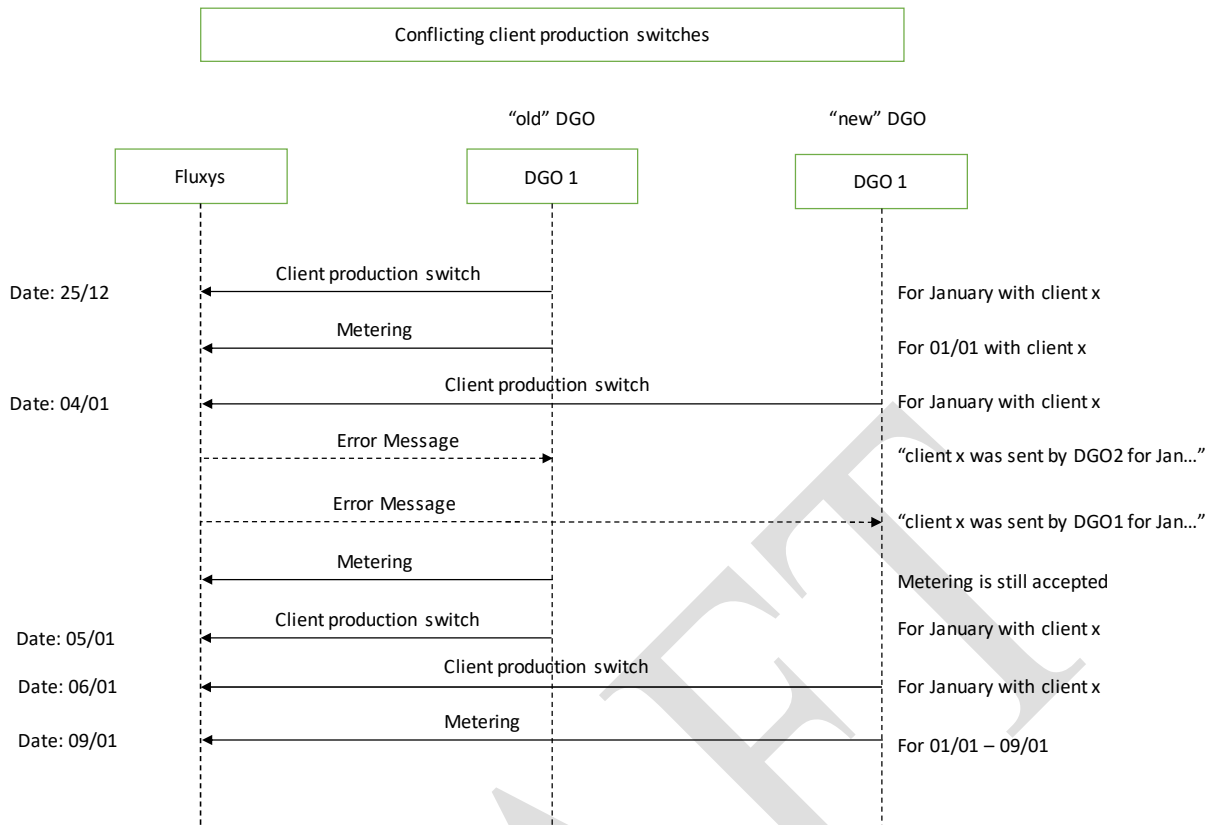 Conflicting client production switches
“old” DGO
“new” DGO
Fluxys
DGO 1
DGO 1
Client production switch
Date: 25/12
For January with client x
Metering
For 01/01 with client x
Client production switch
Date: 04/01
For January with client x
Error Message
“client x was sent by DGO2 for Jan…”
Error Message
“client x was sent by DGO1 for Jan…”
Metering
Metering is still accepted
Client production switch
Date: 05/01
For January with client x
Client production switch
Date: 06/01
For January with client x
Metering
Date: 09/01
For 01/01 – 09/01